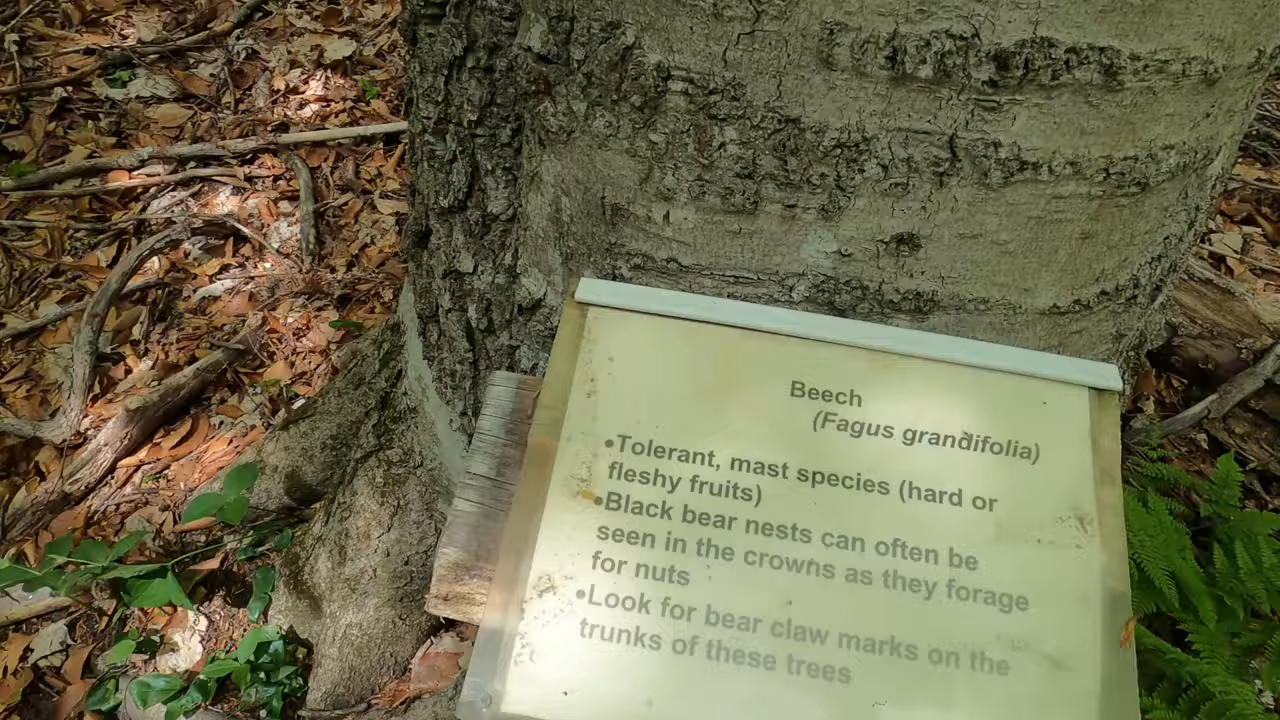 Beech
(Fagus grandifolia)
•Tolerant, mast species (hard or
fleshy fruits)
•Black bear nests can often be
seen in the crowns as they forage
for nuts
•Look for bear claw marks on the
trunks of these trees